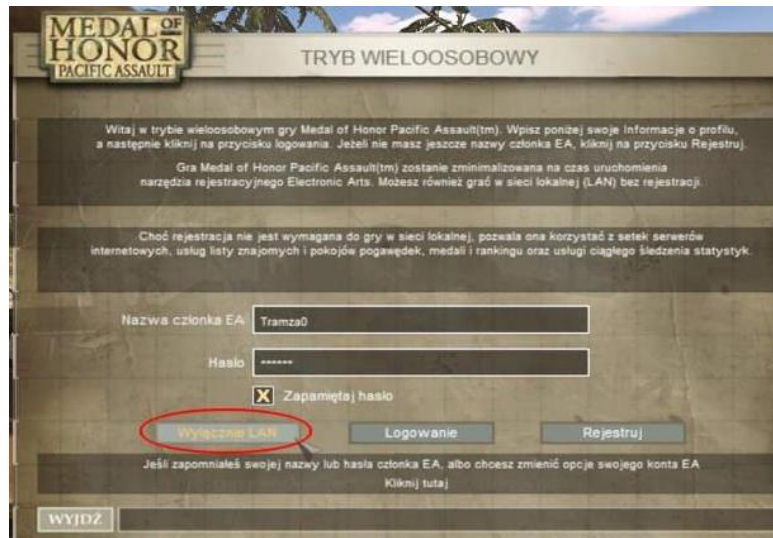 MEDAL OF
HONOR
PACIFIC ASSAULT
TRYB WIELOOSOBOWY
Witaj w trybie wieloosobowym gry Medal of Honor Pacific Assault(tm). Wpisz poniżej swoje Informacje o profilu,
a następnie kliknij na przycisku logowania. Jeżeli nie masz jeszcze nazwy członka EA, kliknij na przycisku Rejestruj.
Gra Medal of Honor Pacific Assault(tm) zostanie zminimalizowana na czas uruchomienia
narzędzia rejestracyjnego Electronic Arts. Możesz również grać w sieci lokalnej (LAN) bez rejestracji.
Choć rejestracja nie jest wymagana do gry w sieci lokalnej, pozwala ona korzystać z setek serwerów
internetowych, usług listy znajomych i pokojów pogawędek, medali i rankingu oraz usługi ciągłego śledzenia statystyk.
Nazwa członka EA Tramza0
Hasło ------
X Zapamiętaj hasło
Wyłącznie LAN Logowanie Rejestruj
Jeśli zapomniałeś swojej nazwy lub hasła członka EA, albo chcesz zmienić opcje swojego konta EA
Kliknij tutaj
WYJDŹ